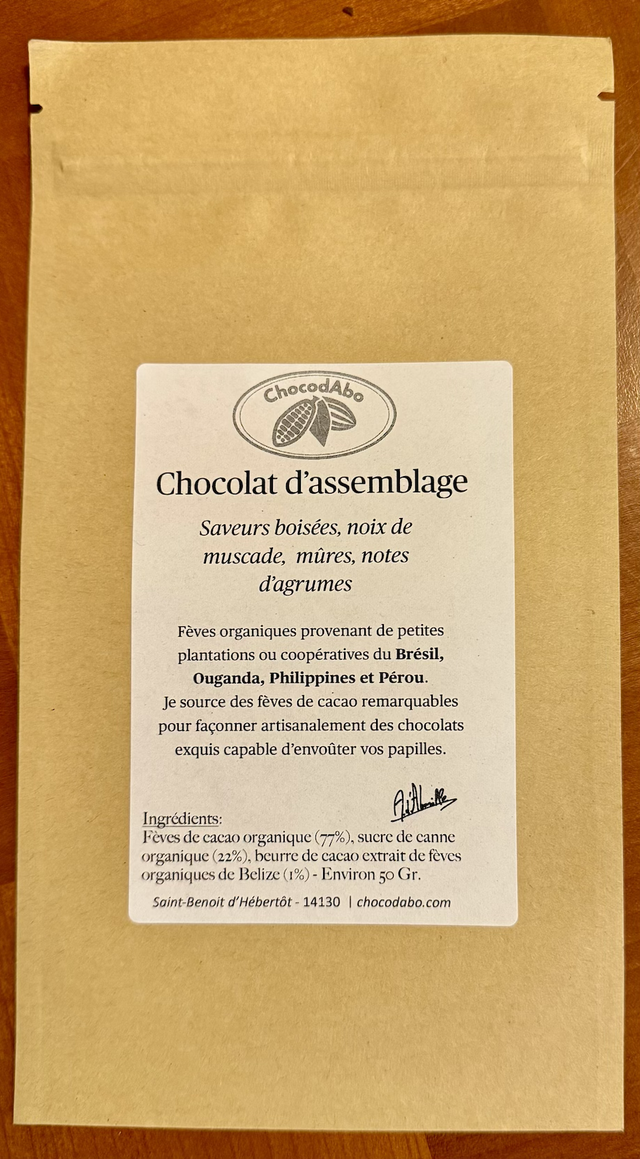 ChocodAbo
Chocolat d'assemblage
Saveurs boisées, noix de
muscade, mûres, notes
d'agrumes
Fèves organiques provenant de petites
plantations ou coopératives du Brésil,
Ouganda, Philippines et Pérou.
Je source des fèves de cacao remarquables
pour façonner artisanalement des chocolats
exquis capable d'envoûter vos papilles.
Ingrédients:
Fèves de cacao organique (77%), sucre de canne
organique (22%), beurre de cacao extrait de fèves
organiques de Belize (1%) - Environ 50 Gr.
Saint-Benoit d'Hébertôt - 14130 | chocodabo.com